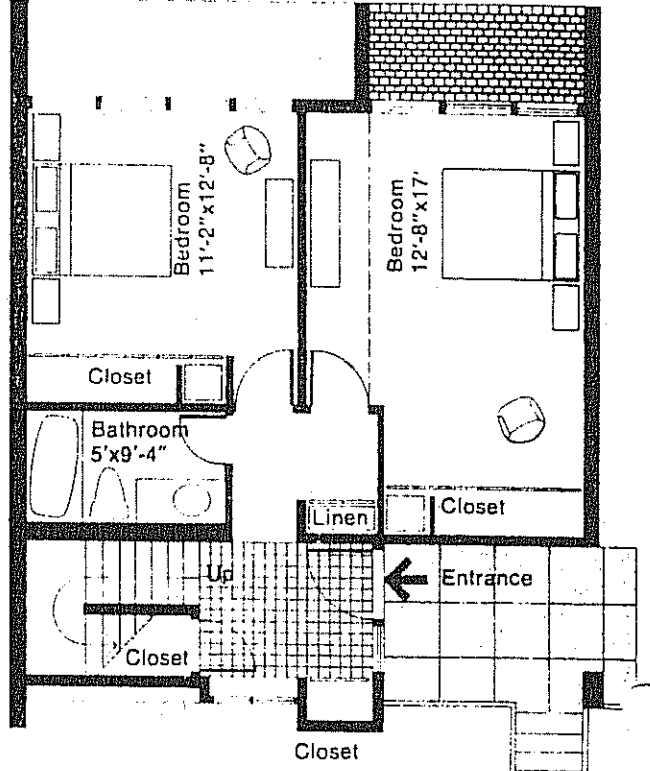 Bedroom
11'-2"x12'-8"
Bedroom
12'-8"x17'
Closet
Bathroom
5'x9'-4"
Linen
Closet
Up
Entrance
Closet
Closet